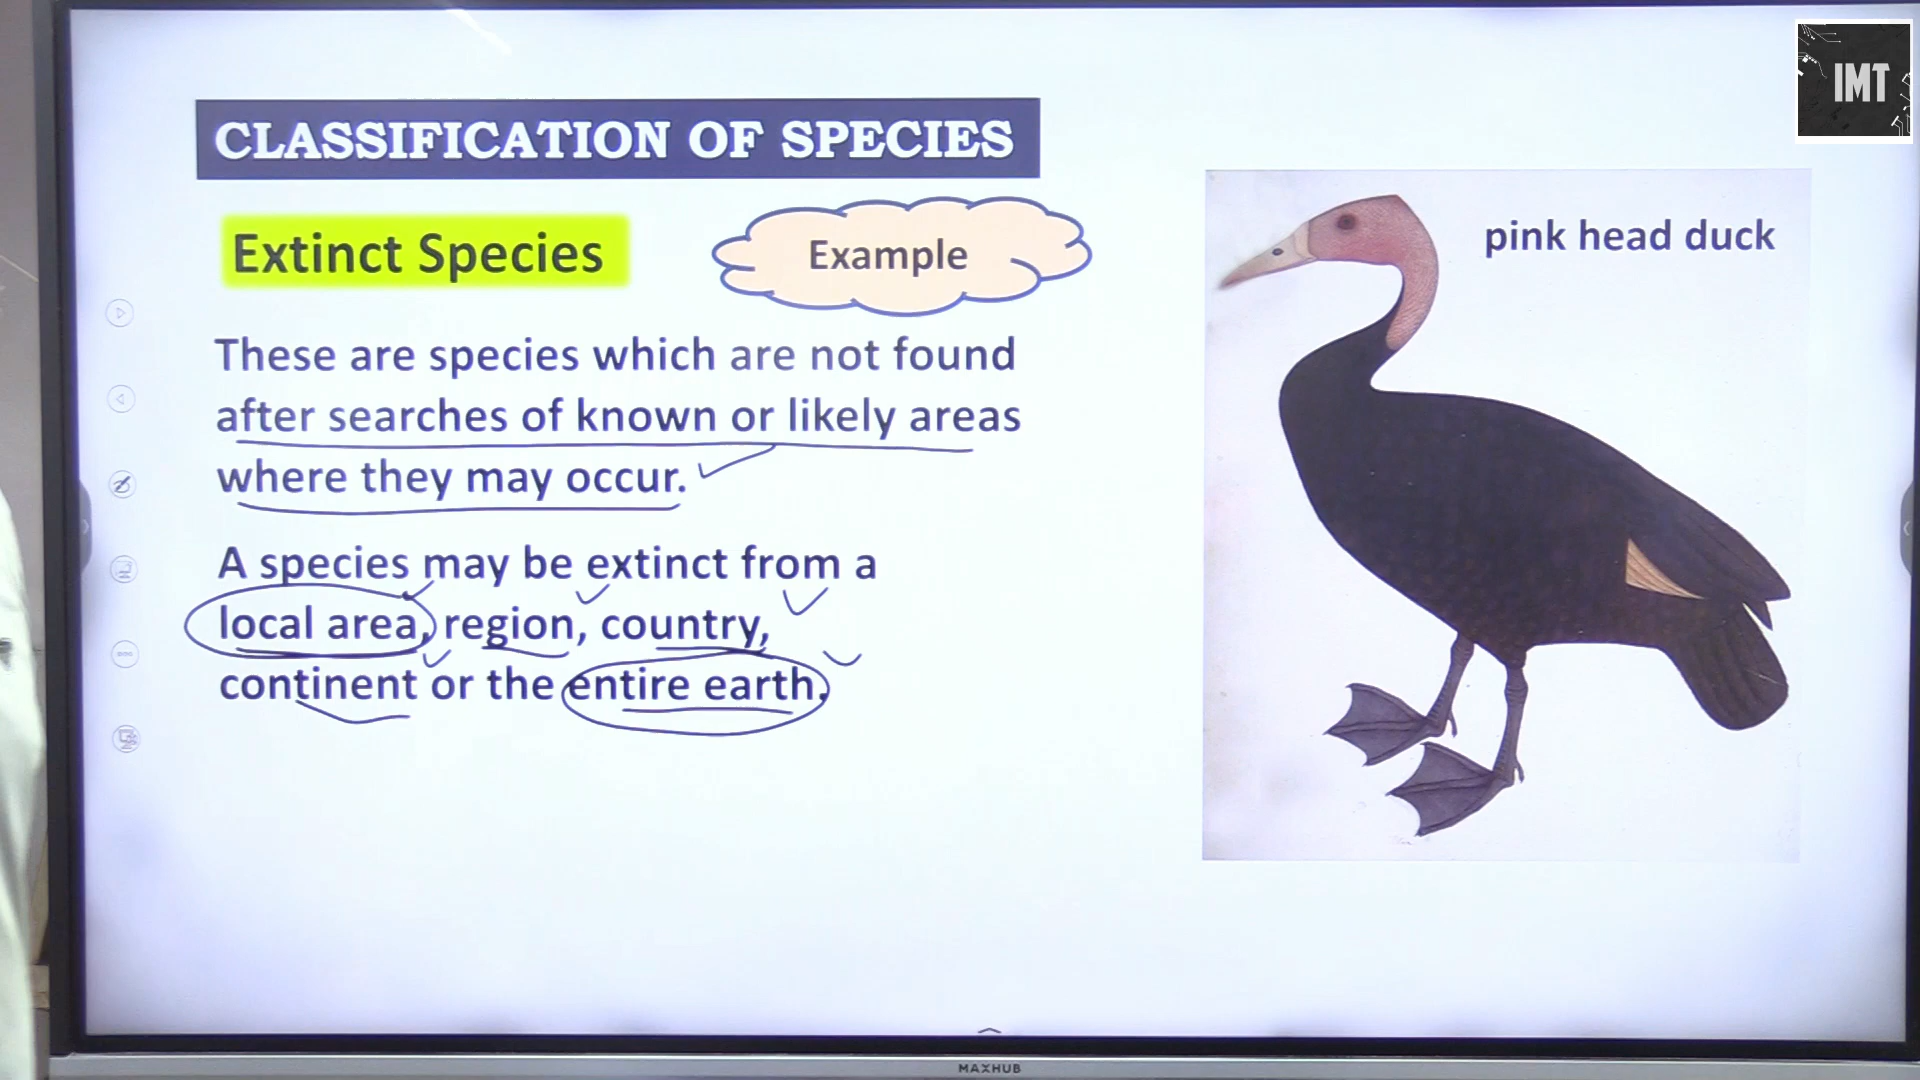 IMT
CLASSIFICATION OF SPECIES
Extinct Species
Example
pink head duck
These are species which are not found
after searches of known or likely areas
where they may occur.
A species may be extinct from a
local area, region, country,
continent or the entire earth.
MAXHUB